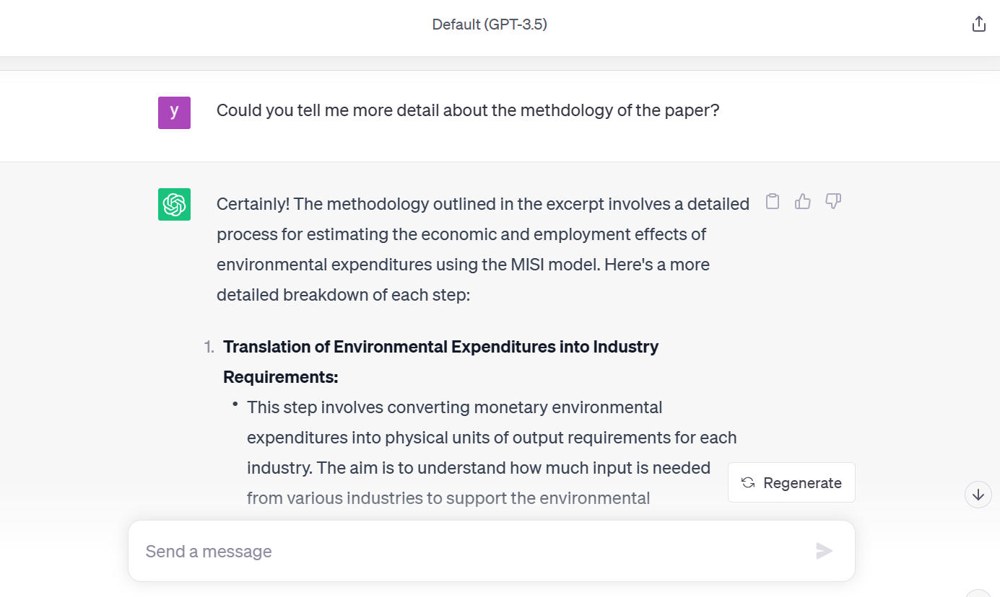 Default (GPT-3.5)
y
Could you tell me more detail about the methdology of the paper?
Certainly! The methodology outlined in the excerpt involves a detailed
process for estimating the economic and employment effects of
environmental expenditures using the MISI model. Here's a more
detailed breakdown of each step:
1. Translation of Environmental Expenditures into Industry
Requirements:
• This step involves converting monetary environmental
expenditures into physical units of output requirements for each
industry. The aim is to understand how much input is needed
from various industries to support the environmental
Regenerate
Send a message